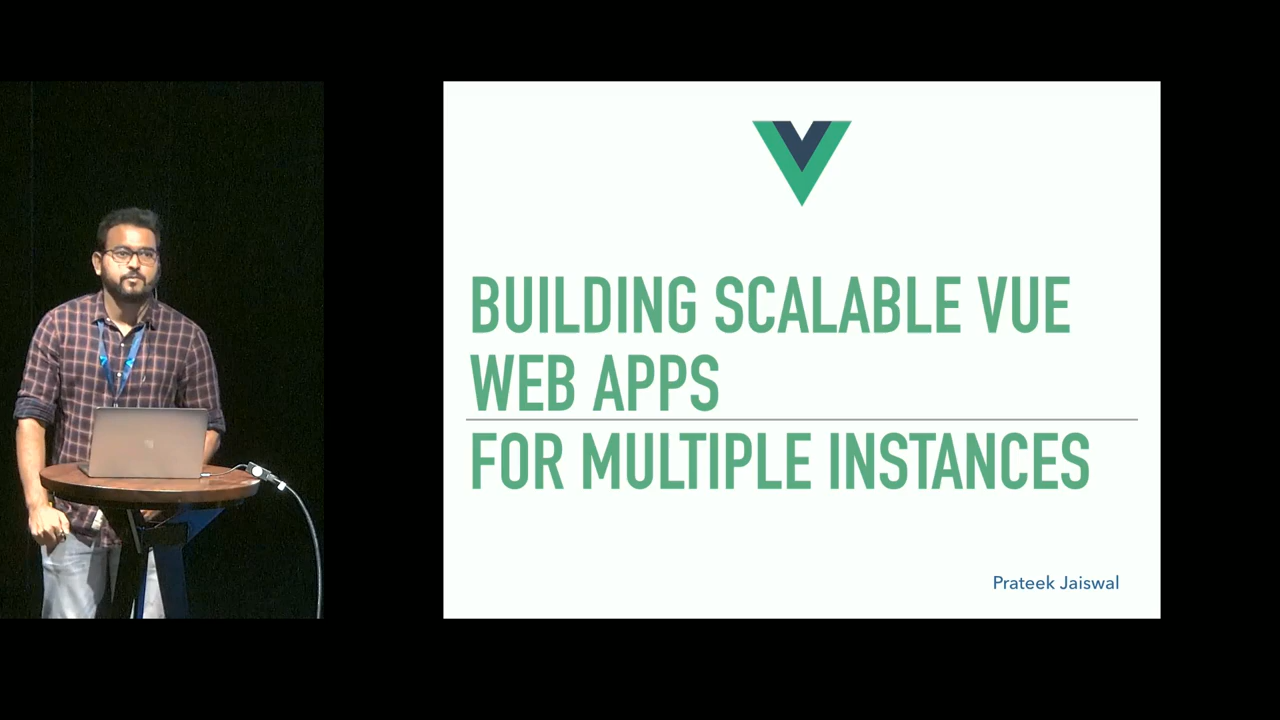 BUILDING SCALABLE VUE
WEB APPS
FOR MULTIPLE INSTANCES
Prateek Jaiswal